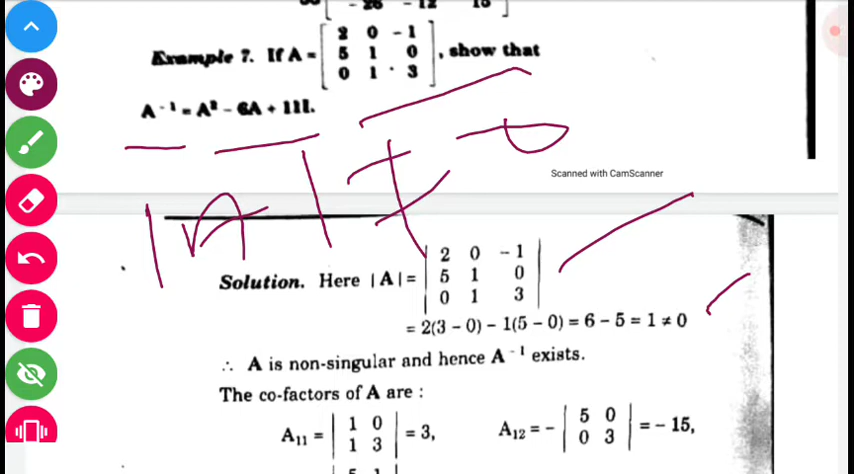 - 26 - 12 18
Example 7. If A = [ 2 0 - 1 ; 5 1 0 ; 0 1 3 ] , show that
A⁻¹ = A² - 6A + 11I.
Scanned with CamScanner
|A| ≠ 0
Solution. Here |A| = | 2 0 - 1 ; 5 1 0 ; 0 1 3 |
= 2(3 - 0) - 1(5 - 0) = 6 - 5 = 1 ≠ 0
∴ A is non-singular and hence A⁻¹ exists.
The co-factors of A are :
A₁₁ = | 1 0 ; 1 3 | = 3, A₁₂ = - | 5 0 ; 0 3 | = - 15,